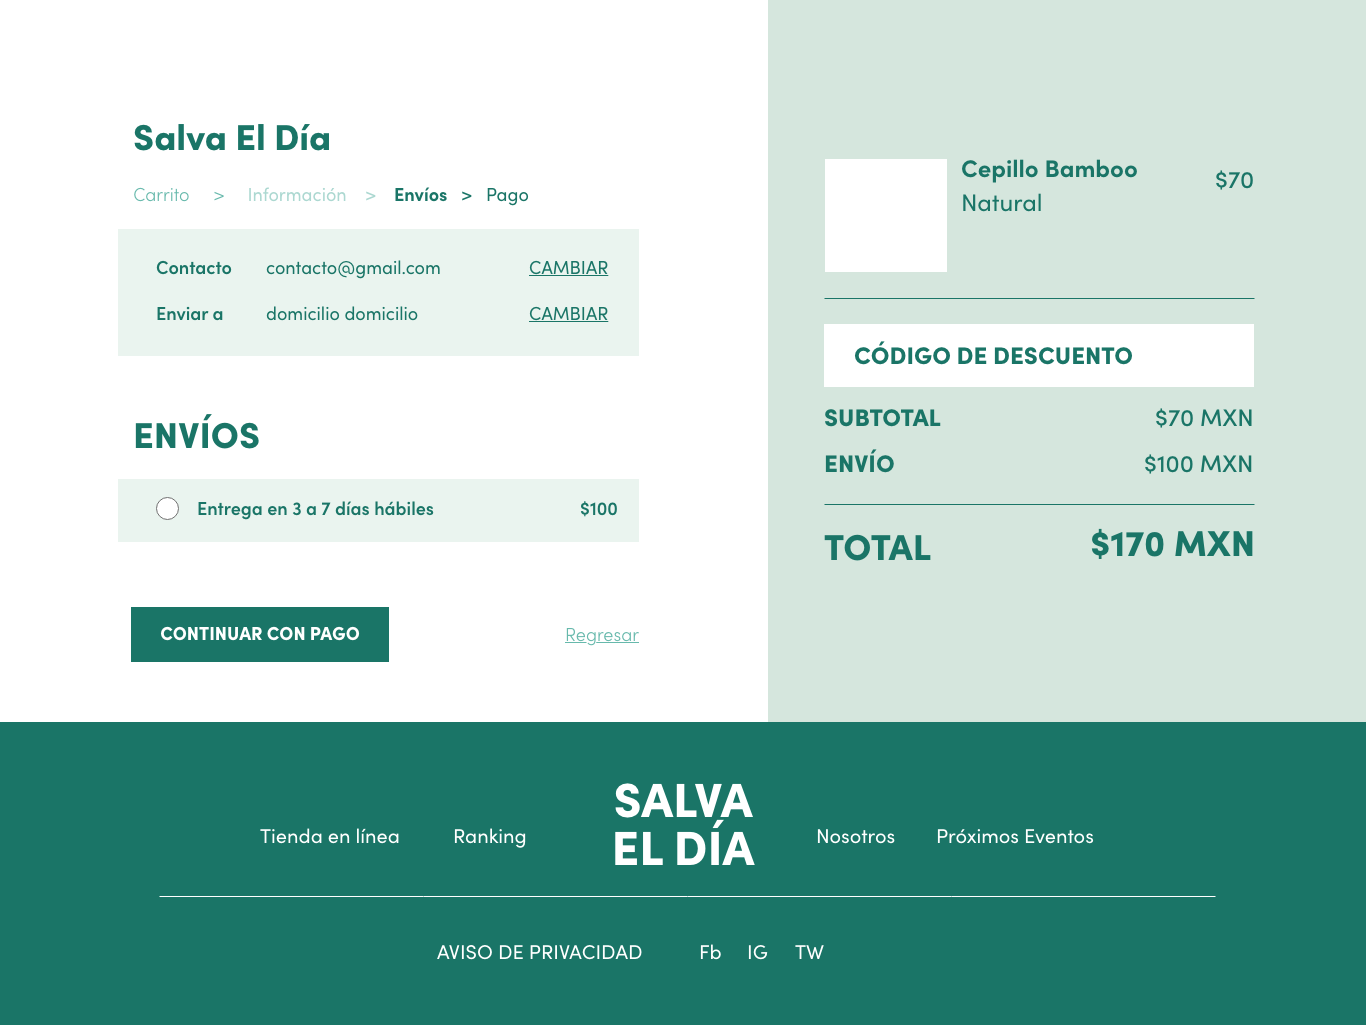 Salva El Día
Carrito > Información > Envíos > Pago
Contacto contacto@gmail.com CAMBIAR
Enviar a domicilio domicilio CAMBIAR
ENVÍOS
Entrega en 3 a 7 días hábiles $100
CONTINUAR CON PAGO Regresar
Cepillo Bamboo $70
Natural
CÓDIGO DE DESCUENTO
SUBTOTAL $70 MXN
ENVÍO $100 MXN
TOTAL $170 MXN
Tienda en línea Ranking
SALVA
EL DÍA
Nosotros Próximos Eventos
AVISO DE PRIVACIDAD Fb IG TW